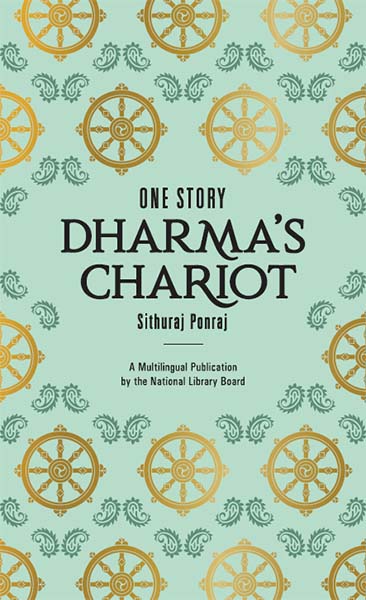 ONE STORY
DHARMA'S
CHARIOT
Sithuraj Ponraj
A Multilingual Publication
by the National Library Board